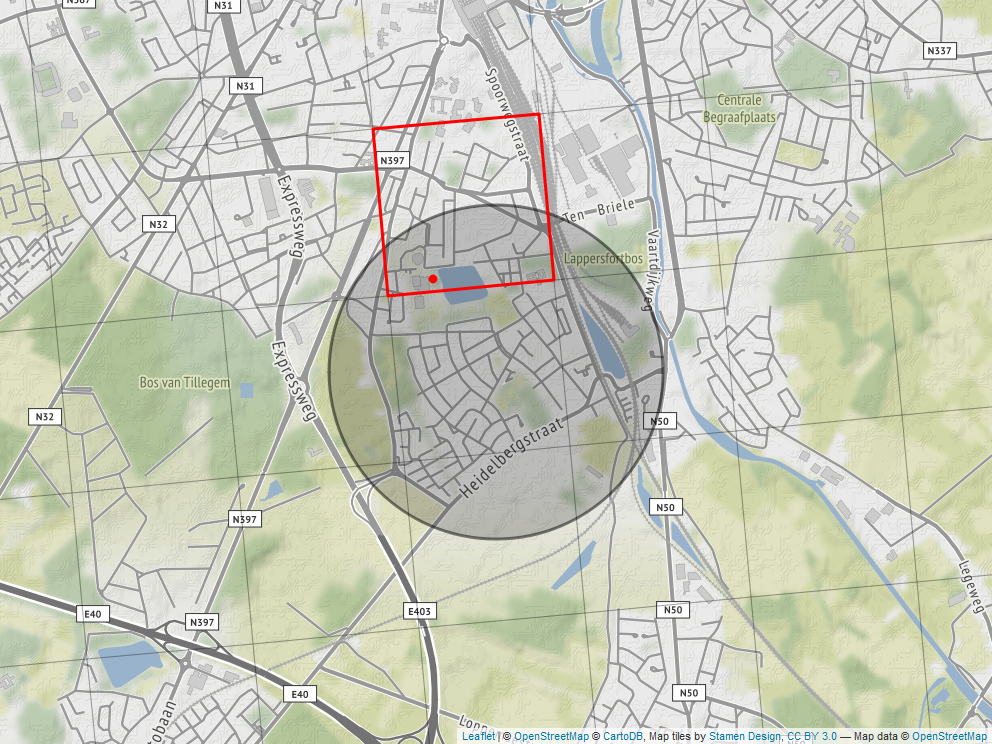 N31
N337
N31
Spoorwegstraat
Centrale
Begraafplaats
N397
Expressweg
Ten Briele
N32
Vaartdijkweg
Lappersfortbos
Expressweg
Bos van Tillegem
N32
N50
Heidelbergstraat
N50
N397
Legeweg
E40
E403
N50
N397
E40
N50
Leaflet | © OpenStreetMap © CartoDB, Map tiles by Stamen Design, CC BY 3.0 — Map data © OpenStreetMap